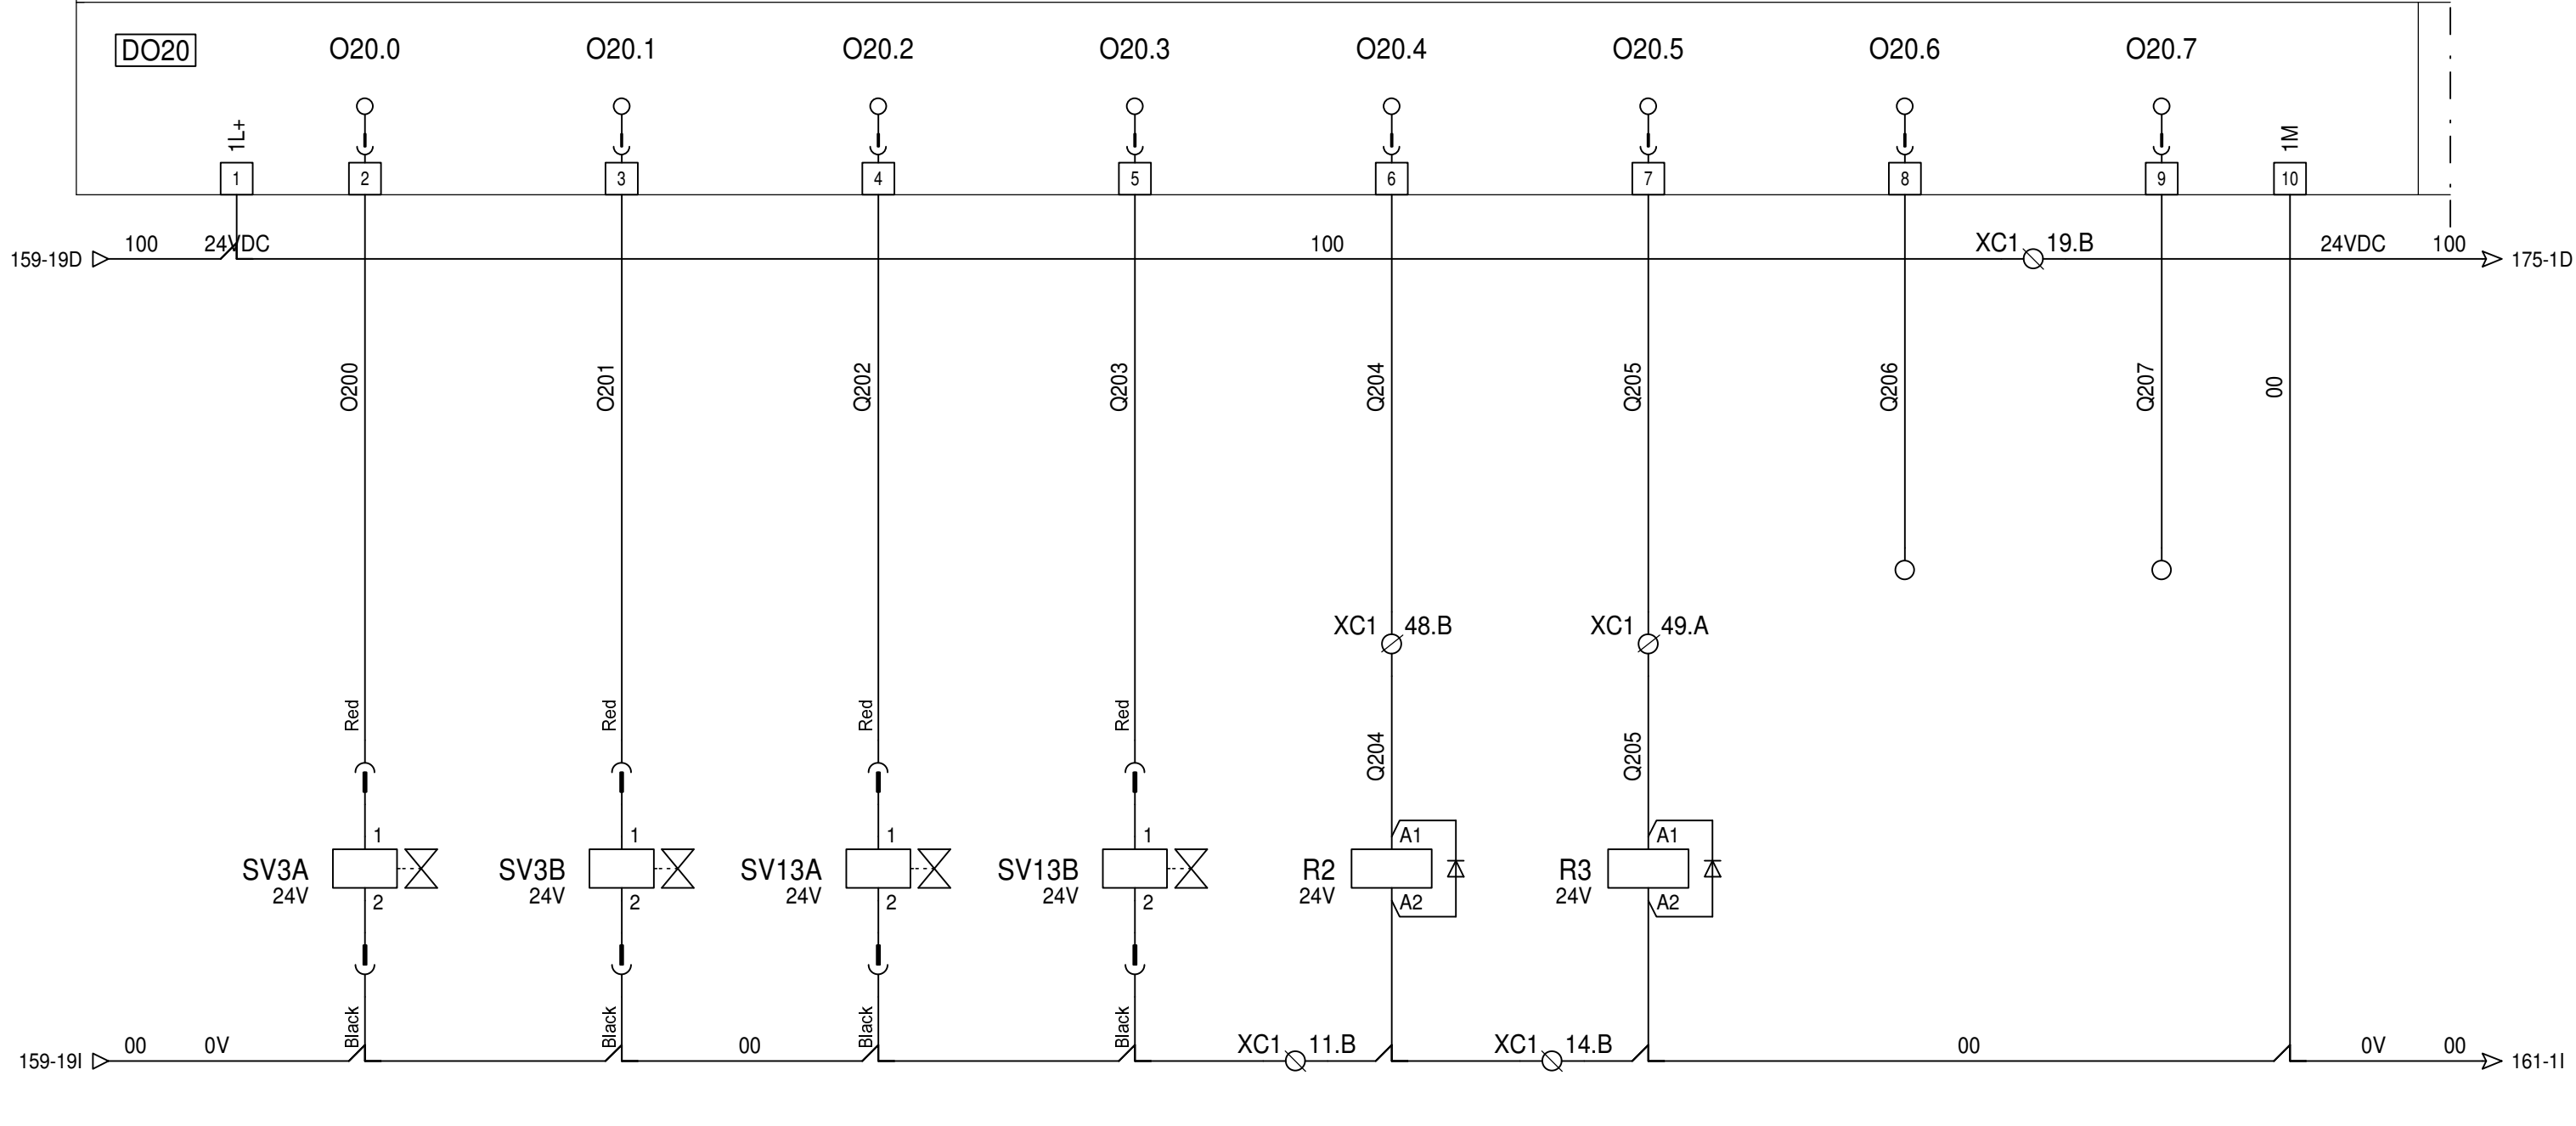 DO20 O20.0 O20.1 O20.2 O20.3 O20.4 O20.5 O20.6 O20.7
1L+ 1M
1 2 3 4 5 6 7 8 9 10
159-19D 100 24VDC 100 XC1 19.B 24VDC 100 175-1D
O200 O201 Q202 Q203 Q204 Q205 Q206 Q207 00
XC1 48.B XC1 49.A
Red Red Red Red Q204 Q205
1 1 1 1 A1 A1
SV3A SV3B SV13A SV13B R2 R3
24V 24V 24V 24V 24V 24V
2 2 2 2 A2 A2
Black Black Black Black
159-19I 00 0V 00 XC1 11.B XC1 14.B 00 0V 00 161-1I